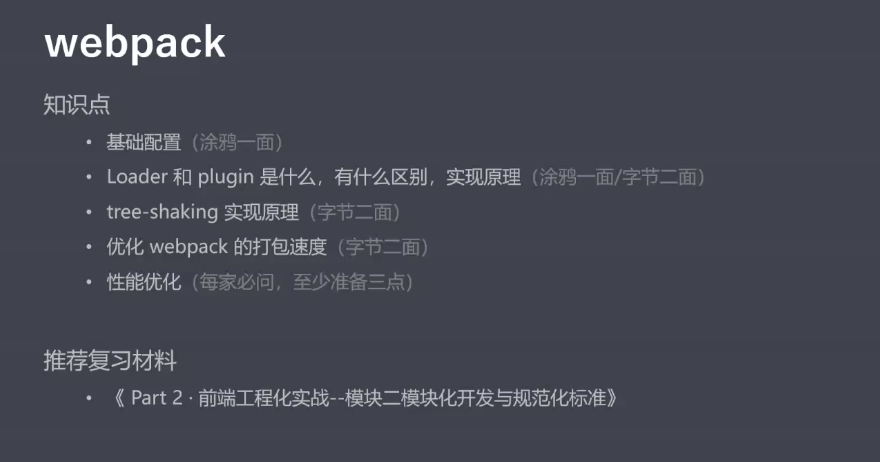 webpack
知识点
• 基础配置（涂鸦一面）
• Loader 和 plugin 是什么，有什么区别，实现原理（涂鸦一面/字节二面）
• tree-shaking 实现原理（字节二面）
• 优化 webpack 的打包速度（字节二面）
• 性能优化（每家必问，至少准备三点）
推荐复习材料
• 《 Part 2 · 前端工程化实战--模块二模块化开发与规范化标准》